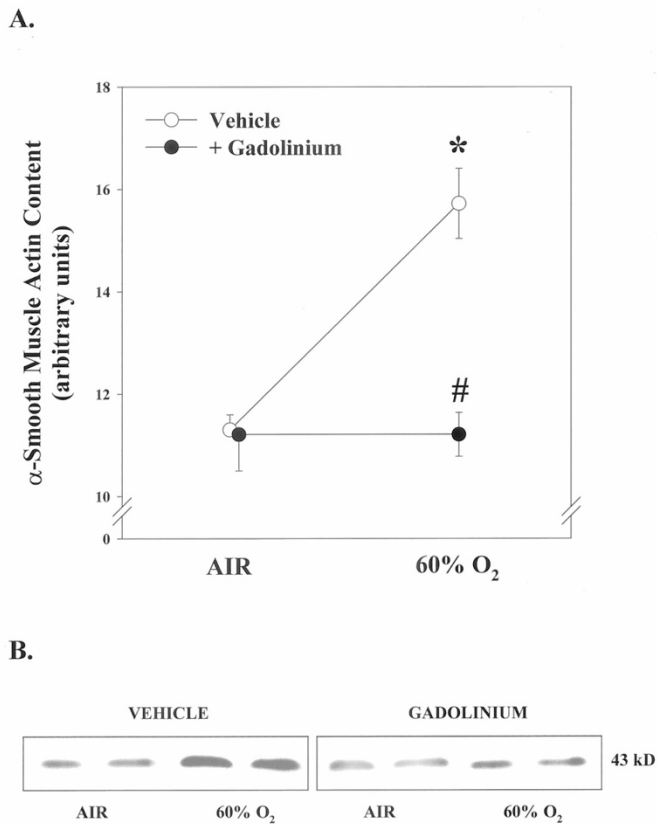 A.
18
16
14
12
10
0
α-Smooth Muscle Actin Content
(arbitrary units)
Vehicle
+ Gadolinium
*
#
AIR
60% O₂
B.
VEHICLE
GADOLINIUM
43 kD
AIR
60% O₂
AIR
60% O₂